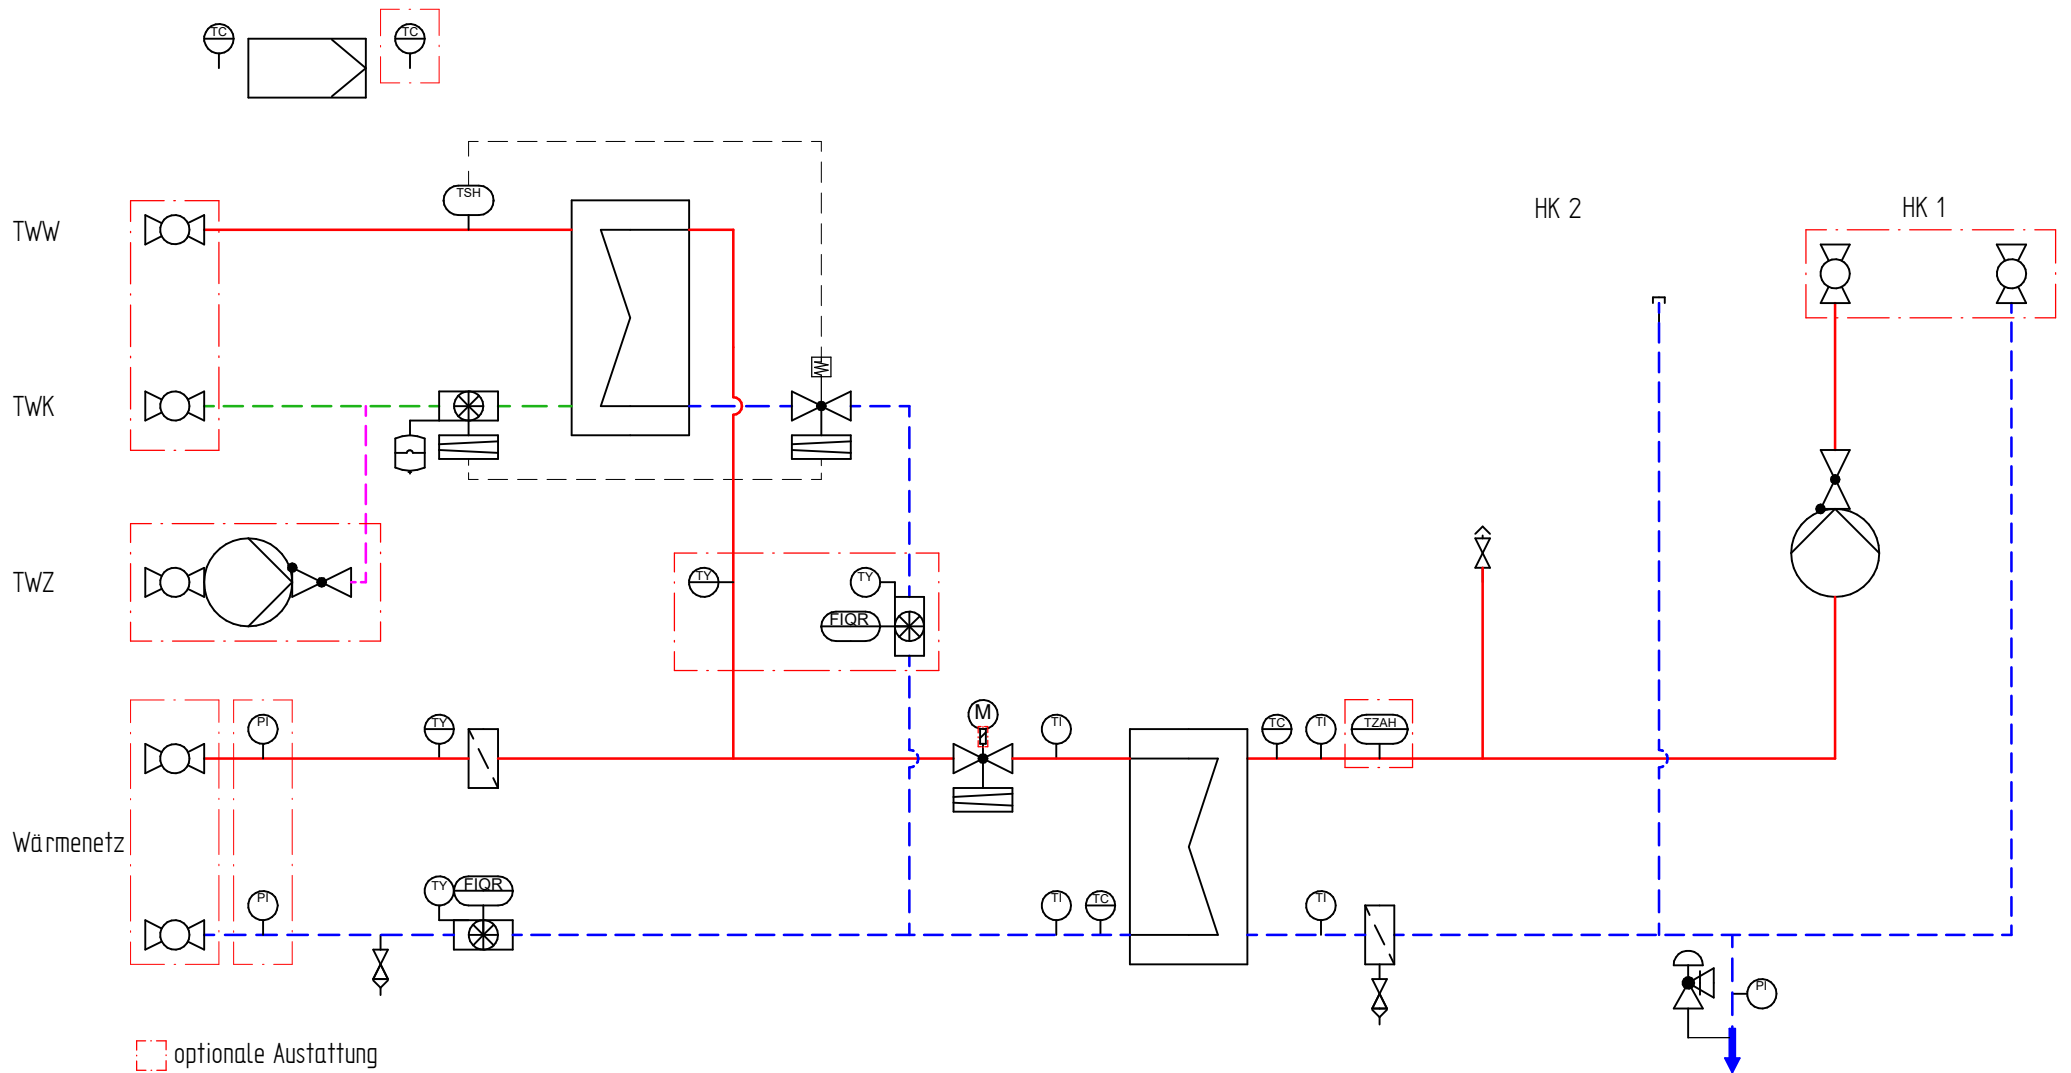 TC
TC
TSH
HK 2
HK 1
TWW
TWK
TWZ
TY
TY
FIQR
M
PI
TY
TI
TC
TI
TZAH
Wärmenetz
PI
TY
FIQR
TI
TC
TI
PI
optionale Austattung